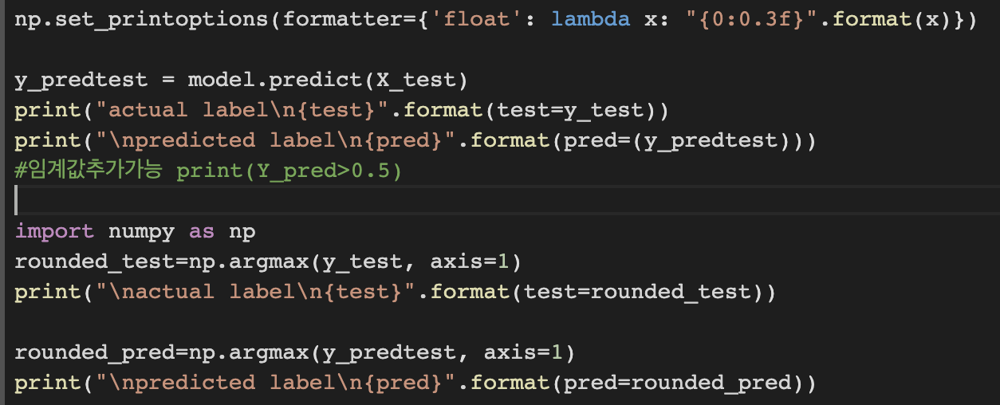 np.set_printoptions(formatter={'float': lambda x: "{0:0.3f}".format(x)})
y_predtest = model.predict(X_test)
print("actual label\n{test}".format(test=y_test))
print("\npredicted label\n{pred}".format(pred=(y_predtest)))
#임계값추가가능 print(Y_pred>0.5)
import numpy as np
rounded_test=np.argmax(y_test, axis=1)
print("\nactual label\n{test}".format(test=rounded_test))
rounded_pred=np.argmax(y_predtest, axis=1)
print("\npredicted label\n{pred}".format(pred=rounded_pred))